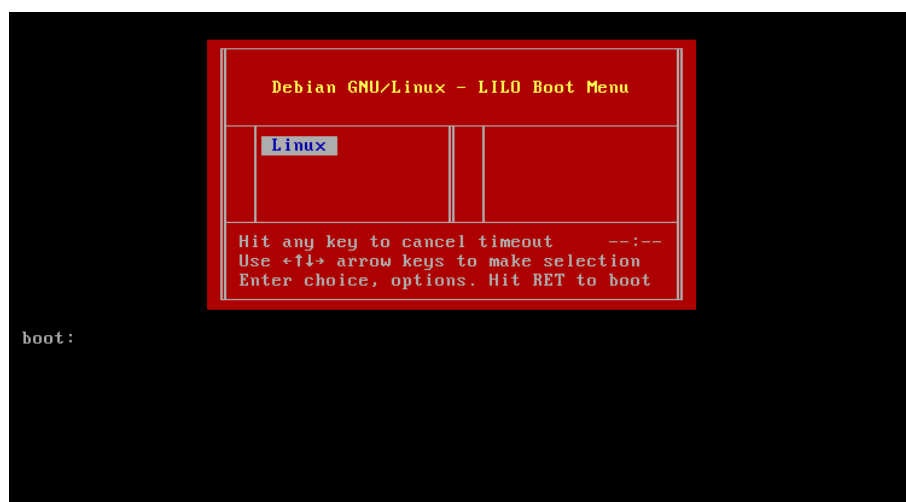 Debian GNU/Linux - LILO Boot Menu
Linux
Hit any key to cancel timeout --:--
Use ←↑↓→ arrow keys to make selection
Enter choice, options. Hit RET to boot
boot: